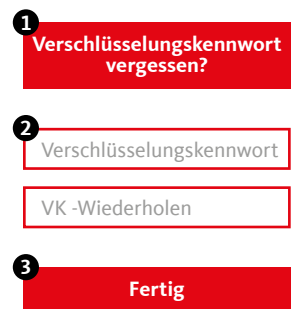 1
Verschlüsselungskennwort
vergessen?
2
Verschlüsselungskennwort
VK -Wiederholen
3
Fertig